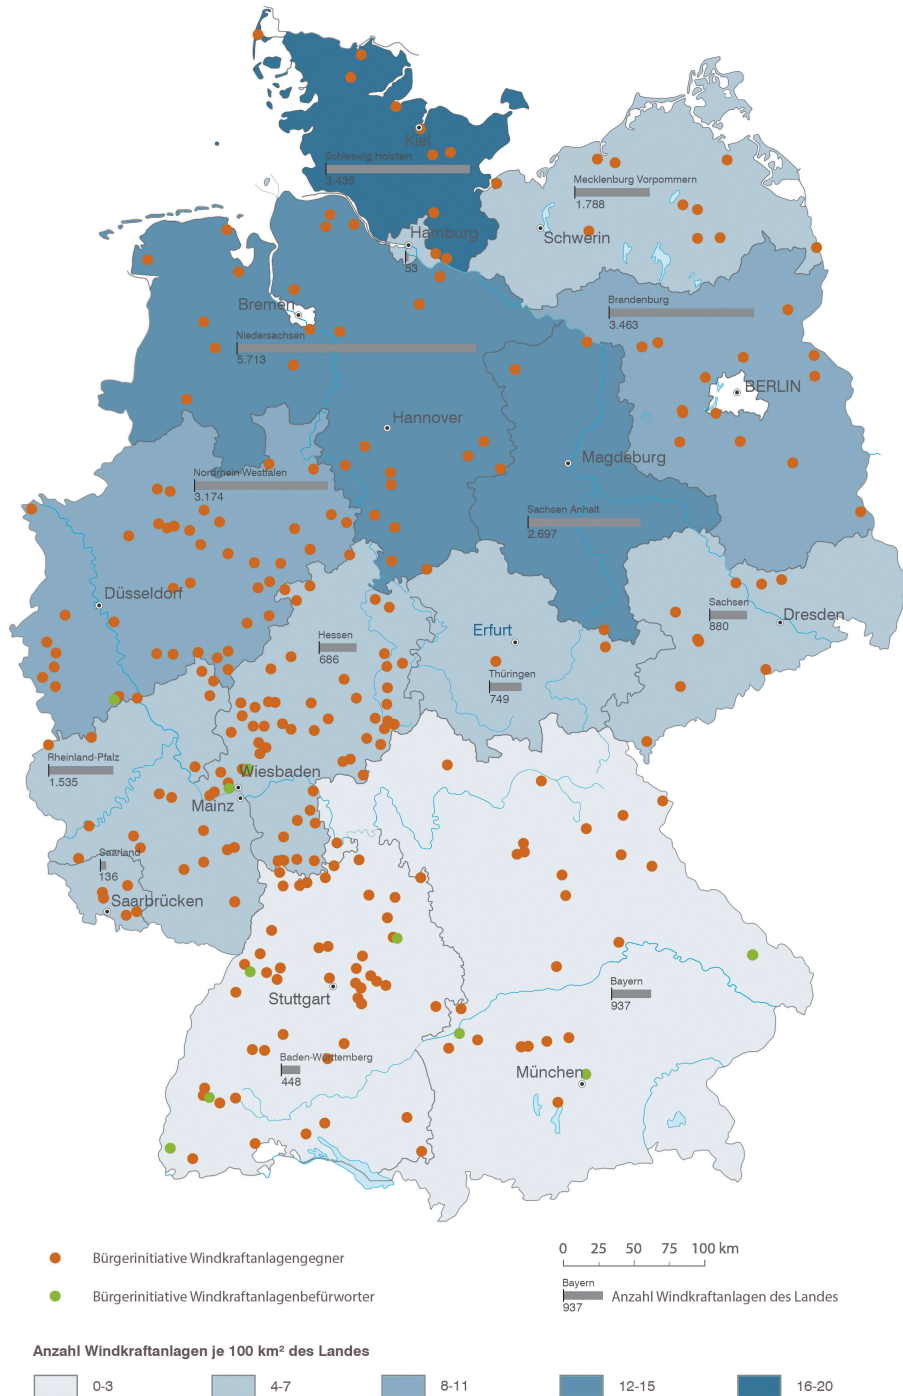 Kiel
Schleswig Holstein
3.435
Mecklenburg Vorpommern
1.788
Hamburg
53
Schwerin
Bremen
Brandenburg
3.463
Niedersachsen
5.713
BERLIN
Hannover
Magdeburg
Nordrhein-Westfalen
3.174
Sachsen Anhalt
2.697
Düsseldorf
Sachsen
880
Dresden
Erfurt
Hessen
686
Thüringen
749
Rheinland-Pfalz
1.535
Wiesbaden
Mainz
Saarland
136
Saarbrücken
Bayern
937
Stuttgart
Baden-Württemberg
448
München
Bürgerinitiative Windkraftanlagengegner
Bürgerinitiative Windkraftanlagenbefürworter
0 25 50 75 100 km
Bayern
937
Anzahl Windkraftanlagen des Landes
Anzahl Windkraftanlagen je 100 km² des Landes
0-3 4-7 8-11 12-15 16-20